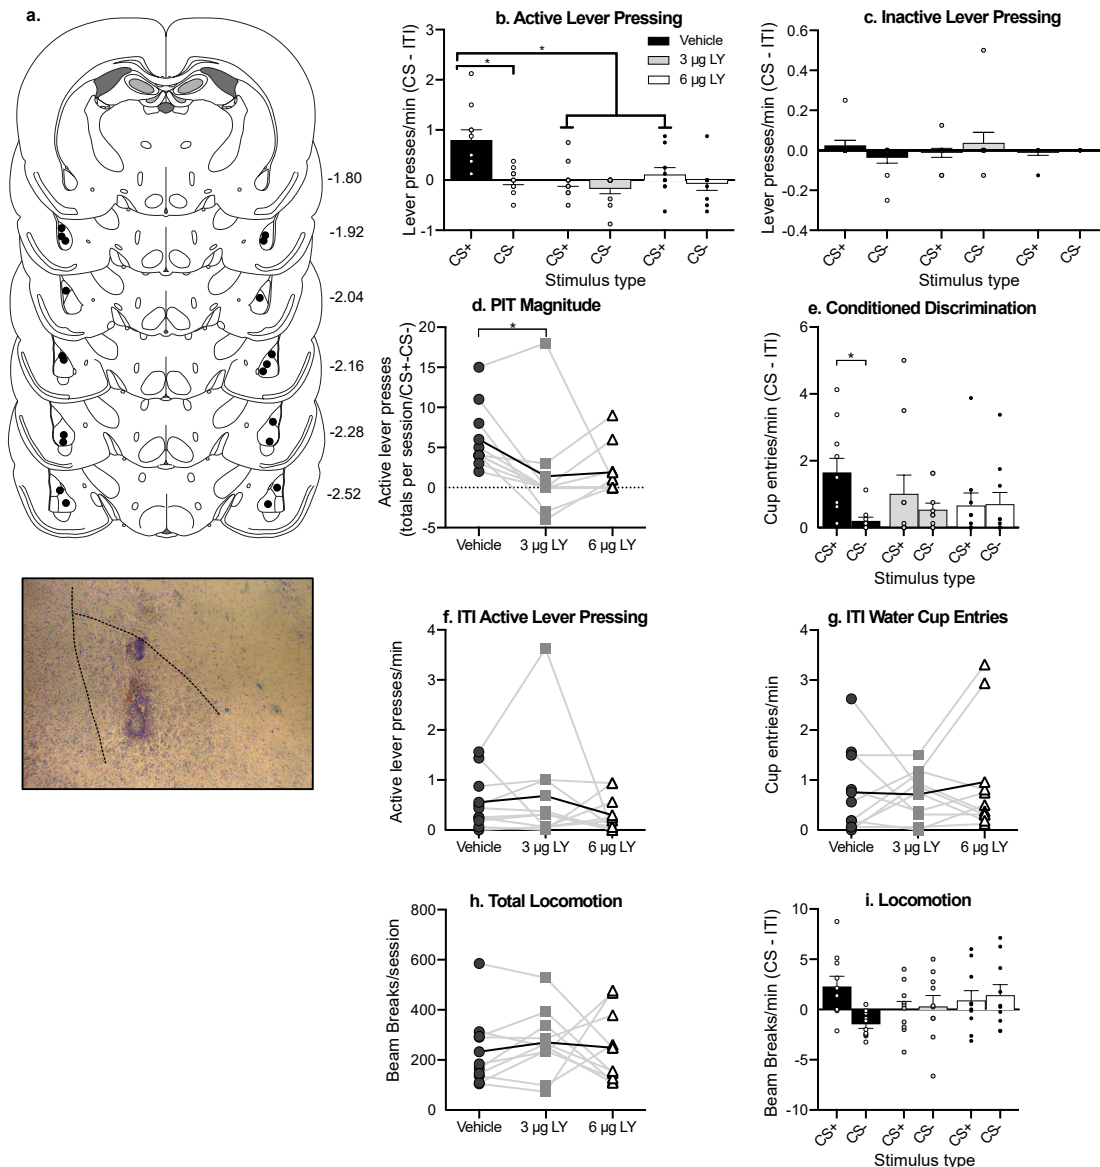 a.
-1.80
-1.92
-2.04
-2.16
-2.28
-2.52
b. Active Lever Pressing
Lever presses/min (CS - ITI)
3
2
1
0
-1
*
*
Vehicle
3 µg LY
6 µg LY
CS+
CS-
CS+
CS-
CS+
CS-
Stimulus type
c. Inactive Lever Pressing
Lever presses/min (CS - ITI)
0.6
0.4
0.2
0.0
-0.2
-0.4
CS+
CS-
CS+
CS-
CS+
CS-
Stimulus type
d. PIT Magnitude
Active lever presses
(totals per session/CS+-CS-)
20
15
10
5
0
-5
*
Vehicle
3 µg LY
6 µg LY
e. Conditioned Discrimination
Cup entries/min (CS - ITI)
6
4
2
0
*
CS+
CS-
CS+
CS-
CS+
CS-
Stimulus type
f. ITI Active Lever Pressing
Active lever presses/min
4
3
2
1
0
Vehicle
3 µg LY
6 µg LY
g. ITI Water Cup Entries
Cup entries/min
4
3
2
1
0
Vehicle
3 µg LY
6 µg LY
h. Total Locomotion
Beam Breaks/session
800
600
400
200
0
Vehicle
3 µg LY
6 µg LY
i. Locomotion
Beam Breaks/min (CS - ITI)
10
5
0
-5
-10
CS+
CS-
CS+
CS-
CS+
CS-
Stimulus type